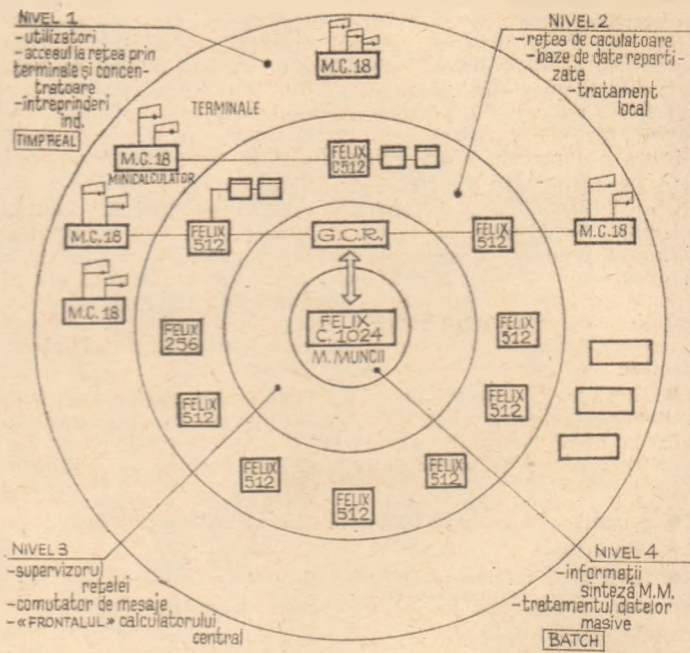 NIVEL 1
-utilizatori
-accesul la rețea prin
terminale și concen-
tratoare
-întreprinderi
ind.
TIMP REAL
NIVEL 2
-rețea de caculatoare
-baze de date reparti-
zate
-tratament
local
M.C. 18
TERMINALE
M.C. 18
MINICALCULATOR
FELIX
C512
M.C. 18
FELIX
512
G.C.R.
FELIX
512
M.C. 18
M.C. 18
FELIX
C. 1024
M. MUNCII
FELIX
256
FELIX
512
FELIX
512
FELIX
512
FELIX
512
FELIX
512
FELIX
512
NIVEL 3
-supervizorul
rețelei
-comutator de mesaje
-«FRONTALUL» calculatorului
central
NIVEL 4
-informații
sinteză M.M.
-tratamentul datelor
masive
BATCH